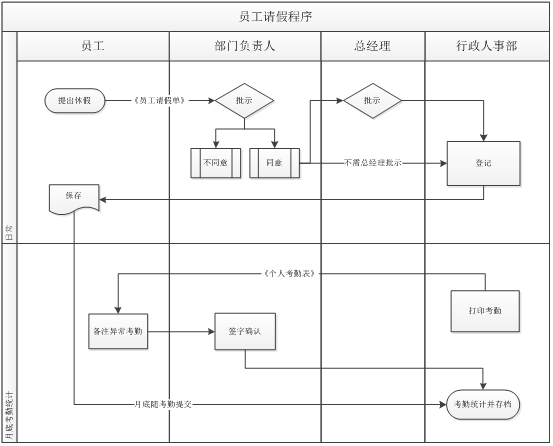 员工请假程序
员工
部门负责人
总经理
行政人事部
日常
提出休假
《员工请假单》
批示
批示
不同意
同意
不需总经理批示
登记
保存
月底考勤统计
《个人考勤表》
打印考勤
备注异常考勤
签字确认
月底随考勤提交
考勤统计并存档